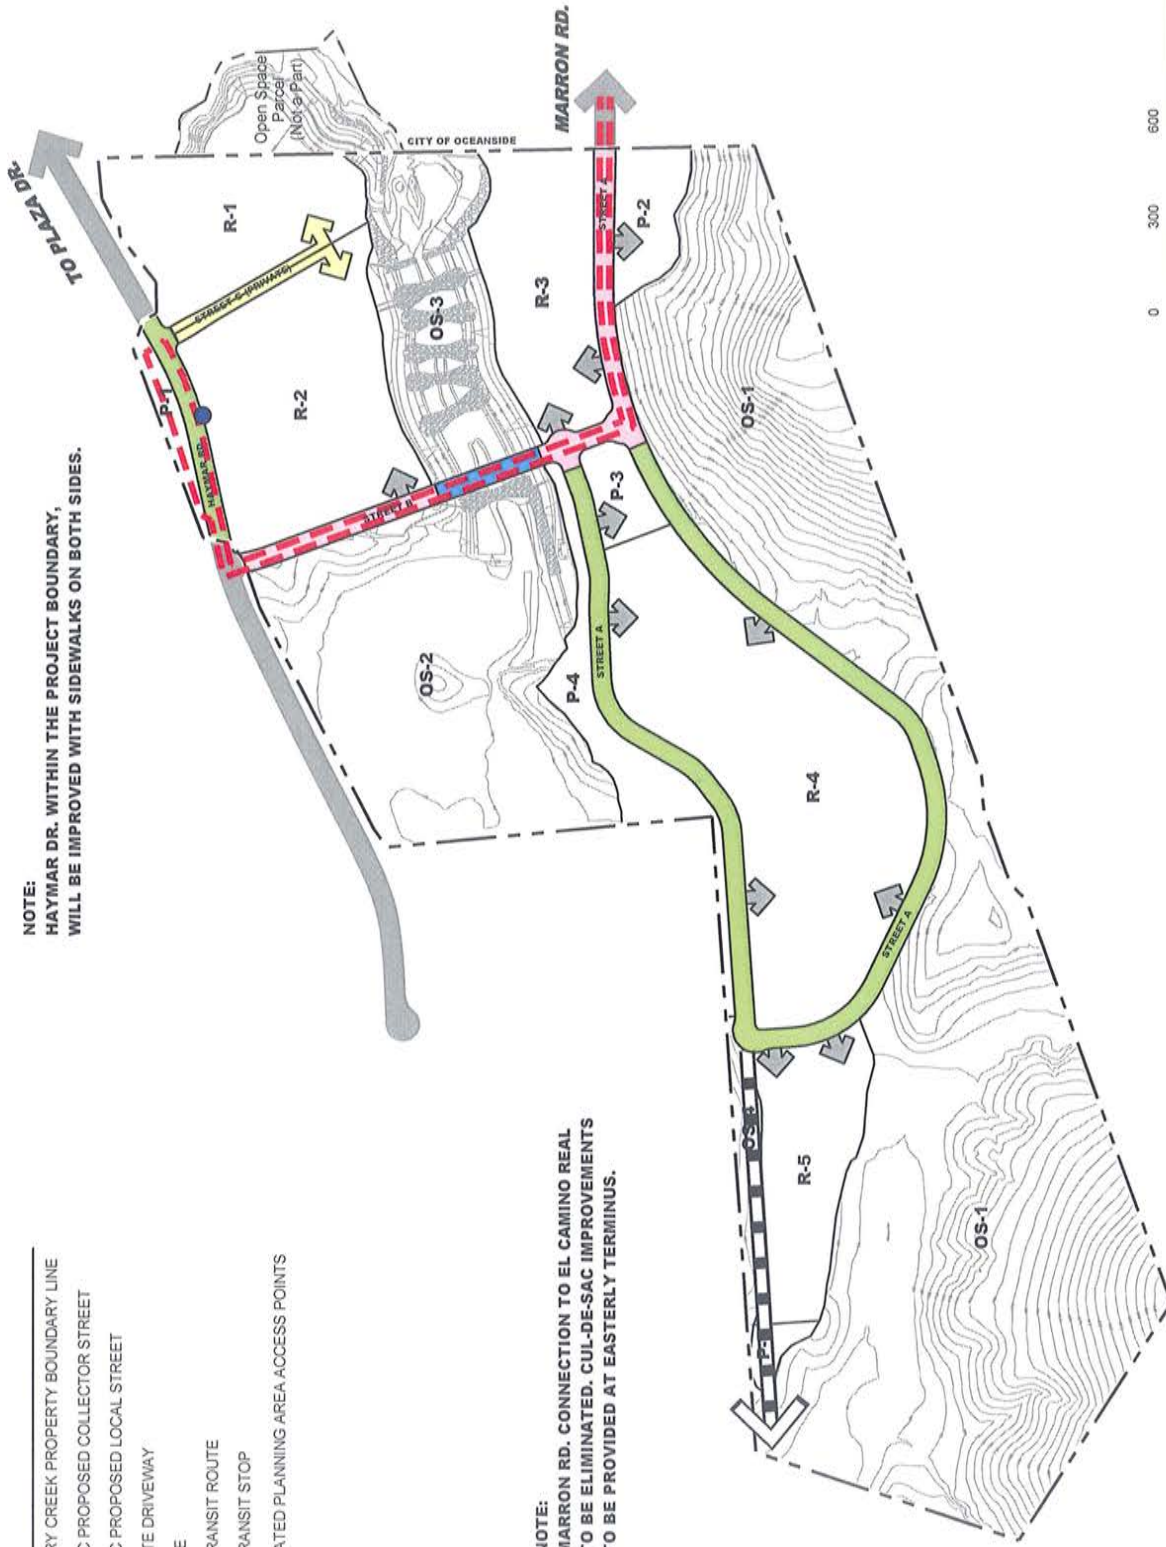 NOTE:
HAYMAR DR. WITHIN THE PROJECT BOUNDARY,
WILL BE IMPROVED WITH SIDEWALKS ON BOTH SIDES.
TO PLAZA DR.
Open Space
Parcel
(Not a Part)
CITY OF OCEANSIDE
MARRON RD.
R-1
STREET C (PRIVATE)
P-1
HAYMAR RD.
R-2
OS-3
R-3
STREET A
P-2
STREET B
OS-1
P-3
OS-2
P-4
STREET A
R-4
STREET A
R-5
OS-1
0 300 600
RY CREEK PROPERTY BOUNDARY LINE
C PROPOSED COLLECTOR STREET
C PROPOSED LOCAL STREET
TE DRIVEWAY
E
RANSIT ROUTE
RANSIT STOP
ATED PLANNING AREA ACCESS POINTS
NOTE:
MARRON RD. CONNECTION TO EL CAMINO REAL
TO BE ELIMINATED. CUL-DE-SAC IMPROVEMENTS
TO BE PROVIDED AT EASTERLY TERMINUS.